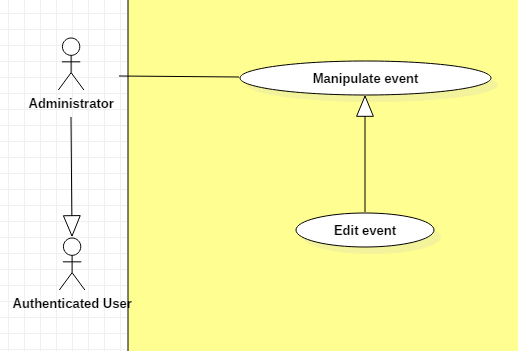 Manipulate event
Administrator
Edit event
Authenticated User